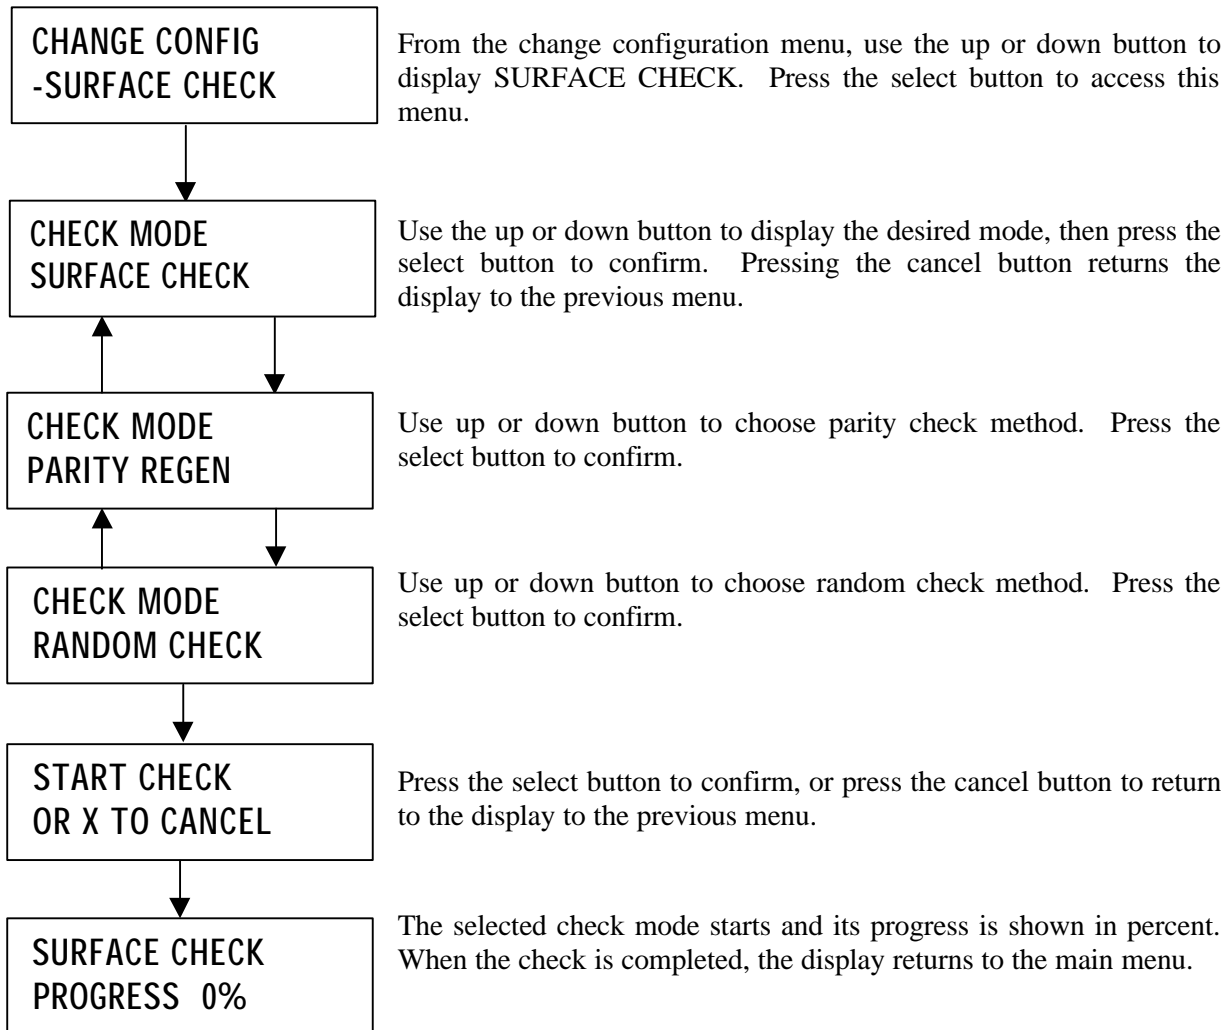 CHANGE CONFIG
-SURFACE CHECK
From the change configuration menu, use the up or down button to
display SURFACE CHECK. Press the select button to access this
menu.
CHECK MODE
SURFACE CHECK
Use the up or down button to display the desired mode, then press the
select button to confirm. Pressing the cancel button returns the
display to the previous menu.
CHECK MODE
PARITY REGEN
Use up or down button to choose parity check method. Press the
select button to confirm.
CHECK MODE
RANDOM CHECK
Use up or down button to choose random check method. Press the
select button to confirm.
START CHECK
OR X TO CANCEL
Press the select button to confirm, or press the cancel button to return
to the display to the previous menu.
SURFACE CHECK
PROGRESS 0%
The selected check mode starts and its progress is shown in percent.
When the check is completed, the display returns to the main menu.